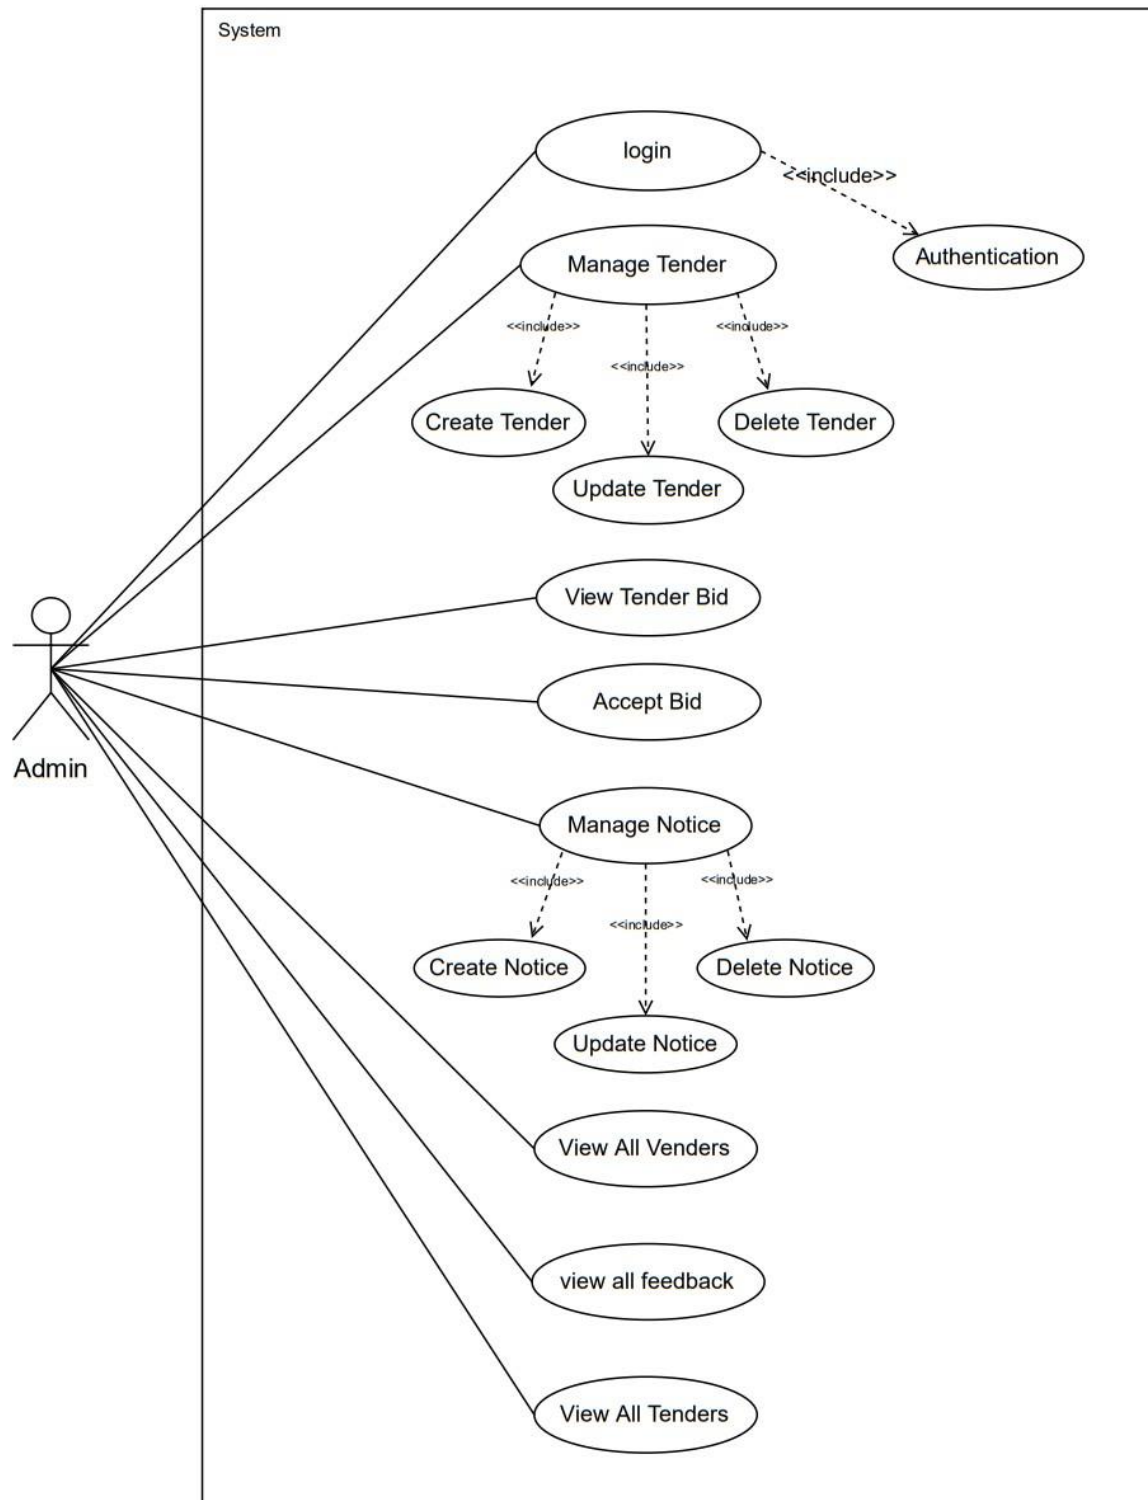 System
login
<<include>>
Authentication
Manage Tender
<<include>>
<<include>>
<<include>>
Create Tender
Delete Tender
Update Tender
View Tender Bid
Accept Bid
Admin
Manage Notice
<<include>>
<<include>>
<<include>>
Create Notice
Delete Notice
Update Notice
View All Venders
view all feedback
View All Tenders